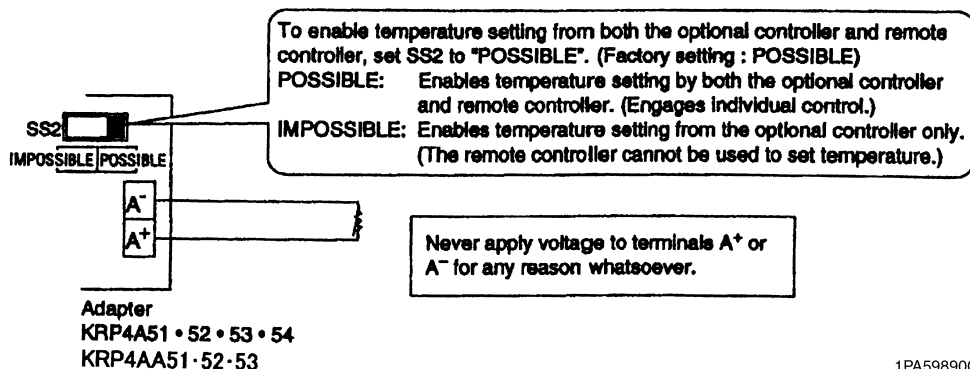 To enable temperature setting from both the optional controller and remote
controller, set SS2 to "POSSIBLE". (Factory setting : POSSIBLE)
POSSIBLE: Enables temperature setting by both the optional controller
and remote controller. (Engages individual control.)
IMPOSSIBLE: Enables temperature setting from the optional controller only.
(The remote controller cannot be used to set temperature.)
SS2
IMPOSSIBLE POSSIBLE
A⁻
A⁺
Never apply voltage to terminals A⁺ or
A⁻ for any reason whatsoever.
Adapter
KRP4A51 • 52 • 53 • 54
KRP4AA51·52·53